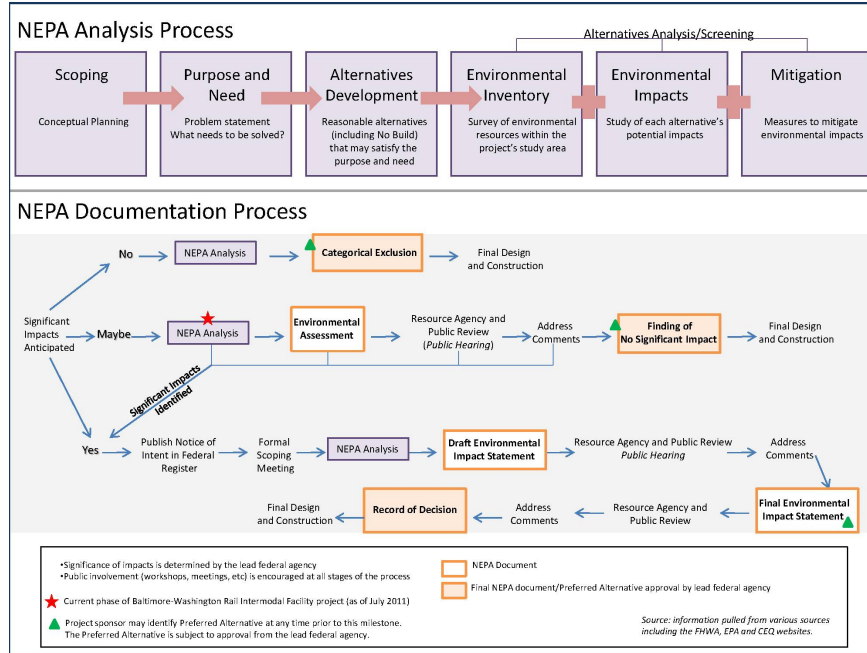 NEPA Analysis Process
Alternatives Analysis/Screening
Scoping
Conceptual Planning
Purpose and
Need
Problem statement
What needs to be solved?
Alternatives
Development
Reasonable alternatives
(including No Build)
that may satisfy the
purpose and need
Environmental
Inventory
Survey of environmental
resources within the
project's study area
Environmental
Impacts
Study of each alternative's
potential impacts
Mitigation
Measures to mitigate
environmental impacts
NEPA Documentation Process
Significant
Impacts
Anticipated
No
NEPA Analysis
Categorical Exclusion
Final Design
and Construction
Maybe
NEPA Analysis
Environmental
Assessment
Resource Agency and
Public Review
(Public Hearing)
Address
Comments
Finding of
No Significant Impact
Final Design
and Construction
Significant Impacts
Identified
Yes
Publish Notice of
Intent in Federal
Register
Formal
Scoping
Meeting
NEPA Analysis
Draft Environmental
Impact Statement
Resource Agency and Public Review
Public Hearing
Address
Comments
Final Environmental
Impact Statement
Resource Agency and
Public Review
Address
Comments
Record of Decision
Final Design
and Construction
•Significance of impacts is determined by the lead federal agency
•Public involvement (workshops, meetings, etc) is encouraged at all stages of the process
Current phase of Baltimore-Washington Rail Intermodal Facility project (as of July 2011)
Project sponsor may identify Preferred Alternative at any time prior to this milestone.
The Preferred Alternative is subject to approval from the lead federal agency.
NEPA Document
Final NEPA document/Preferred Alternative approval by lead federal agency
Source: information pulled from various sources
including the FHWA, EPA and CEQ websites.